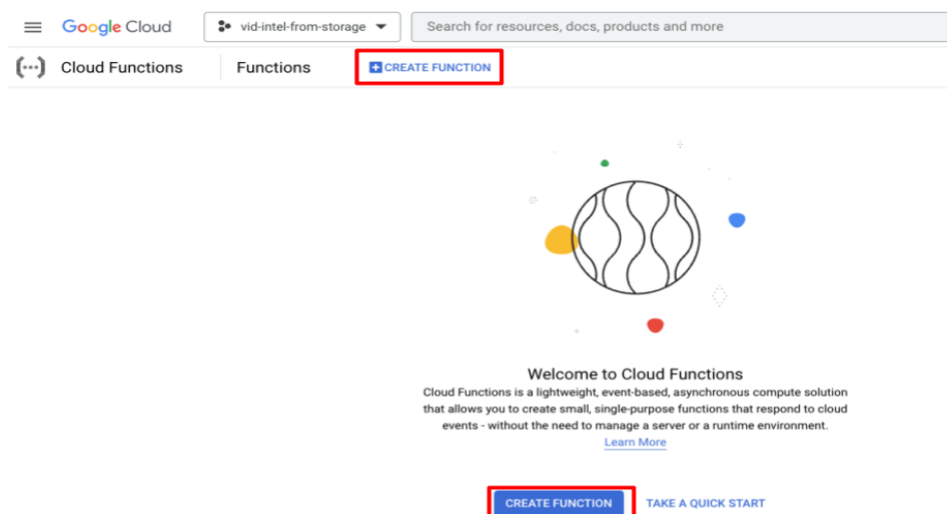 Google Cloud vid-intel-from-storage Search for resources, docs, products and more
Cloud Functions Functions CREATE FUNCTION
Welcome to Cloud Functions
Cloud Functions is a lightweight, event-based, asynchronous compute solution
that allows you to create small, single-purpose functions that respond to cloud
events - without the need to manage a server or a runtime environment.
Learn More
CREATE FUNCTION TAKE A QUICK START